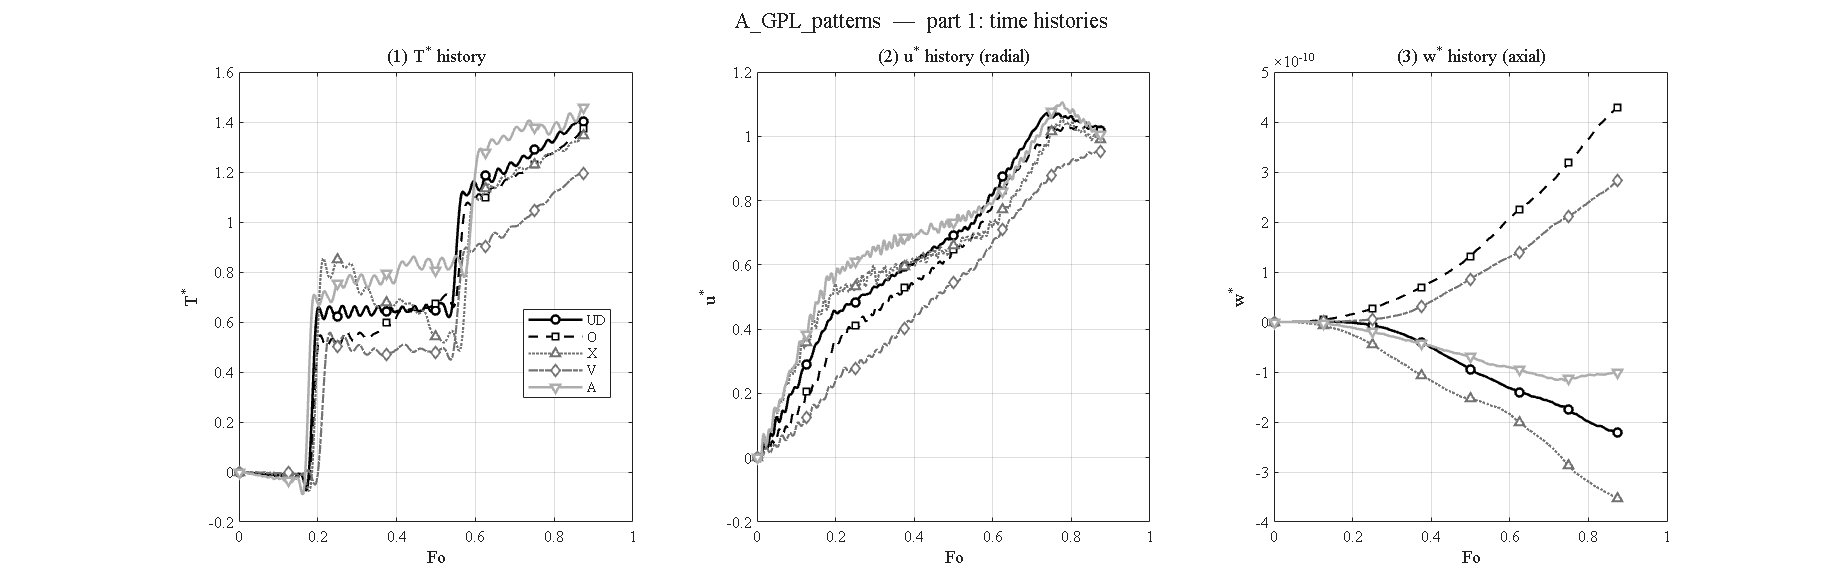 A_GPL_patterns — part 1: time histories
(1) T* history
1.6
1.4
1.2
1
0.8
0.6
0.4
0.2
0
-0.2
T*
0 0.2 0.4 0.6 0.8 1
Fo
UD
O
X
V
A
(2) u* history (radial)
1.2
1
0.8
0.6
0.4
0.2
0
-0.2
u*
0 0.2 0.4 0.6 0.8 1
Fo
(3) w* history (axial)
×10-10
5
4
3
2
1
0
-1
-2
-3
-4
w*
0 0.2 0.4 0.6 0.8 1
Fo